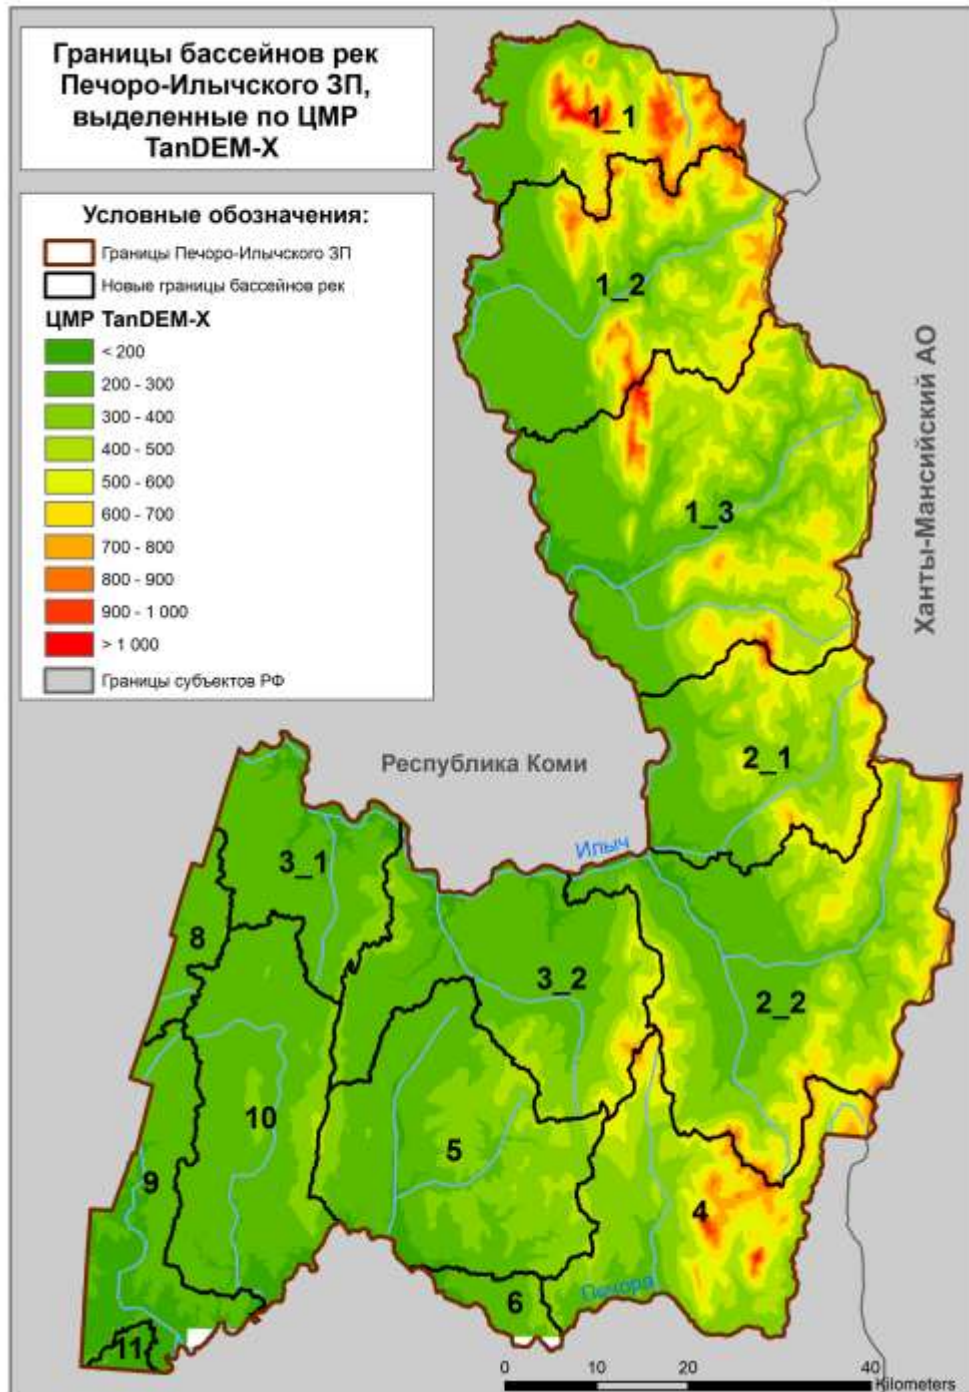 Границы бассейнов рек
Печоро-Илычского ЗП,
выделенные по ЦМР
TanDEM-X
Условные обозначения:
Границы Печоро-Илычского ЗП
Новые границы бассейнов рек
ЦМР TanDEM-X
< 200
200 - 300
300 - 400
400 - 500
500 - 600
600 - 700
700 - 800
800 - 900
900 - 1 000
> 1 000
Границы субъектов РФ
1_1
1_2
1_3
Ханты-Мансийский АО
2_1
Республика Коми
Илыч
3_1
8
3_2
2_2
10
5
9
4
Печора
6
11
0 10 20 40
Kilometers